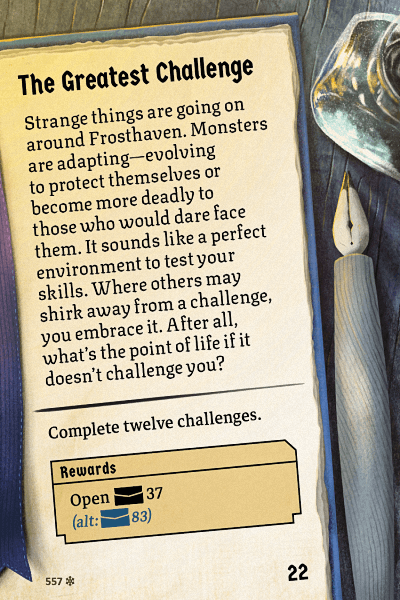 The Greatest Challenge
Strange things are going on
around Frosthaven. Monsters
are adapting—evolving
to protect themselves or
become more deadly to
those who would dare face
them. It sounds like a perfect
environment to test your
skills. Where others may
shirk away from a challenge,
you embrace it. After all,
what's the point of life if it
doesn't challenge you?
Complete twelve challenges.
Rewards
Open 37
(alt: 83)
557
22